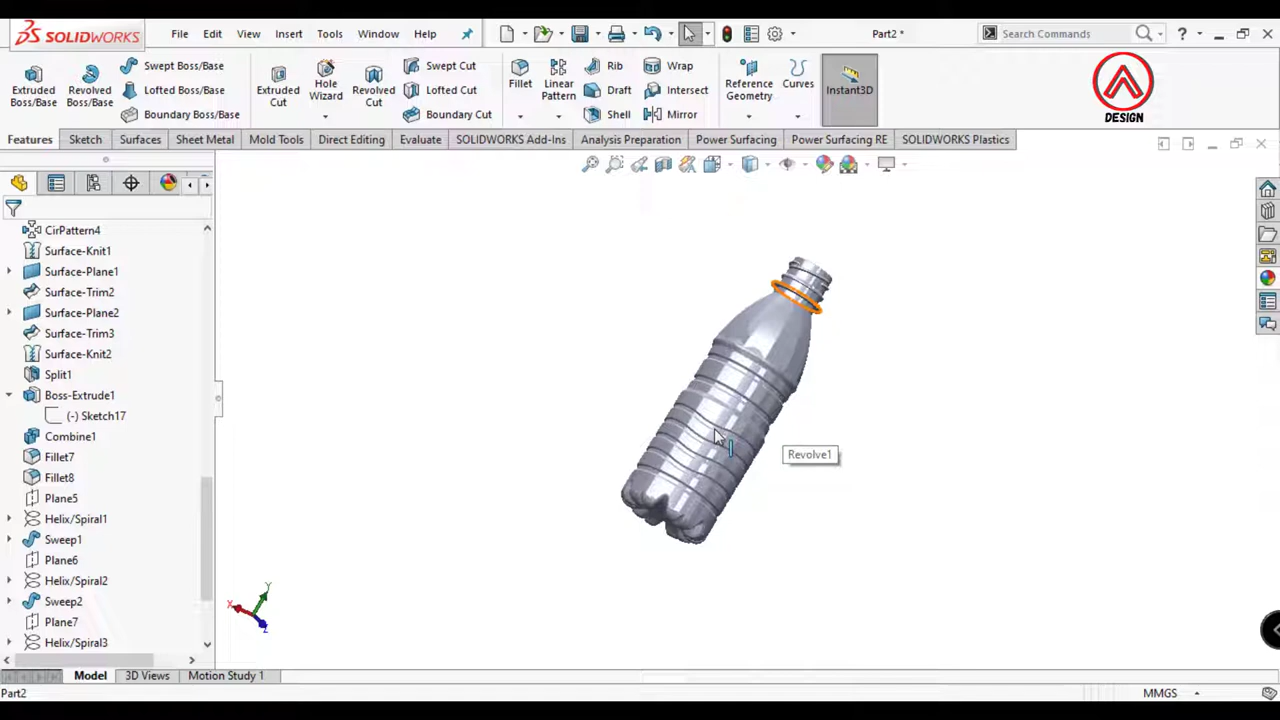 SOLIDWORKS File Edit View Insert Tools Window Help Part2 * Search Commands ?
Extruded Boss/Base
Revolved Boss/Base
Swept Boss/Base
Lofted Boss/Base
Boundary Boss/Base
Extruded Cut
Hole Wizard
Revolved Cut
Swept Cut
Lofted Cut
Boundary Cut
Fillet
Linear Pattern
Rib
Draft
Shell
Wrap
Intersect
Mirror
Reference Geometry
Curves
Instant3D
DESIGN
Features Sketch Surfaces Sheet Metal Mold Tools Direct Editing Evaluate SOLIDWORKS Add-Ins Analysis Preparation Power Surfacing Power Surfacing RE SOLIDWORKS Plastics
CirPattern4
Surface-Knit1
Surface-Plane1
Surface-Trim2
Surface-Plane2
Surface-Trim3
Surface-Knit2
Split1
Boss-Extrude1
(-) Sketch17
Combine1
Fillet7
Fillet8
Plane5
Helix/Spiral1
Sweep1
Plane6
Helix/Spiral2
Sweep2
Plane7
Helix/Spiral3
Revolve1
Y
X
Z
Model 3D Views Motion Study 1
Part2 MMGS